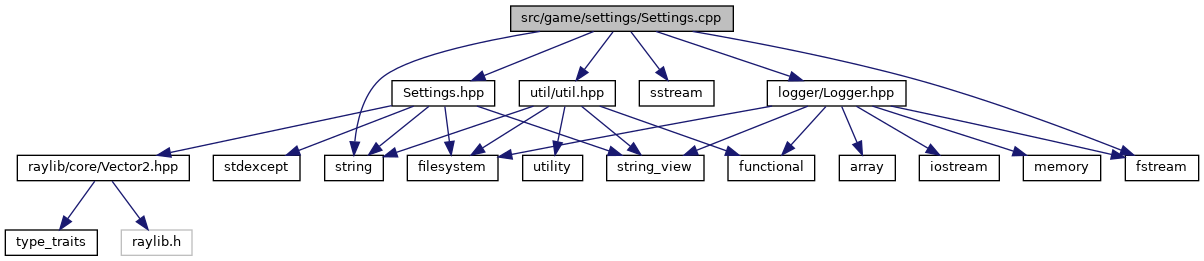 src/game/settings/Settings.cpp
Settings.hpp
util/util.hpp
sstream
logger/Logger.hpp
raylib/core/Vector2.hpp
stdexcept
string
filesystem
utility
string_view
functional
array
iostream
memory
fstream
type_traits
raylib.h